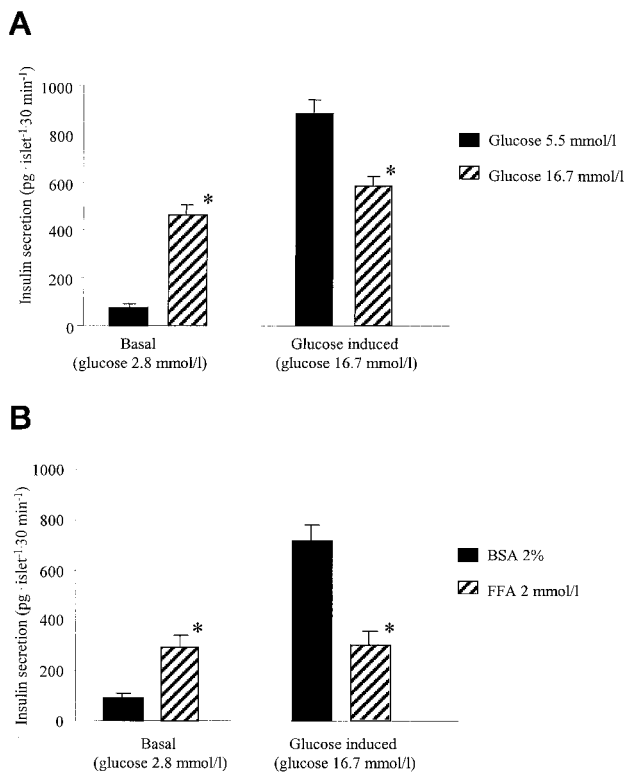 A
Insulin secretion (pg · islet⁻¹·30 min⁻¹)
1000
800
600
400
200
0
*
*
Glucose 5.5 mmol/l
Glucose 16.7 mmol/l
Basal
(glucose 2.8 mmol/l)
Glucose induced
(glucose 16.7 mmol/l)
B
Insulin secretion (pg · islet⁻¹·30 min⁻¹)
1000
800
600
400
200
0
*
*
BSA 2%
FFA 2 mmol/l
Basal
(glucose 2.8 mmol/l)
Glucose induced
(glucose 16.7 mmol/l)